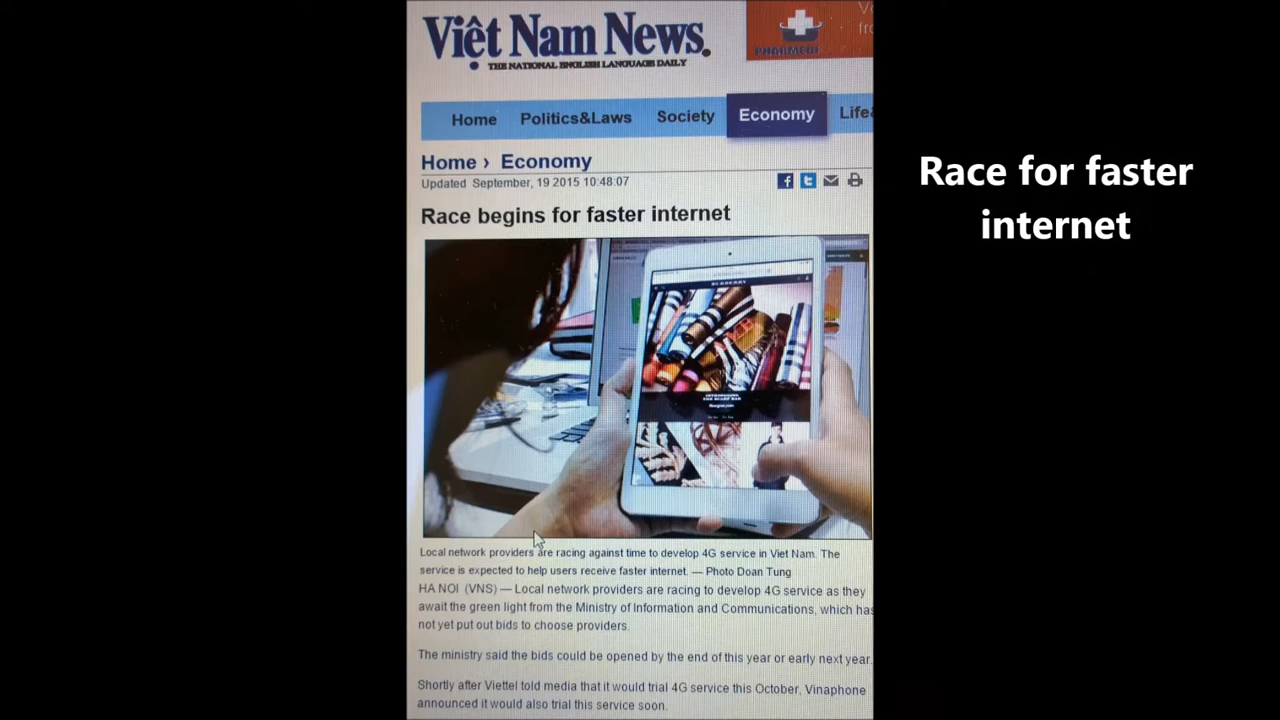 Việt Nam News.
THE NATIONAL ENGLISH LANGUAGE DAILY
PHARMEDI
Home Politics&Laws Society Economy Life&
Home › Economy
Updated September, 19 2015 10:48:07
Race begins for faster internet
BURBERRY
INTRODUCING
THE SCARF BAR
Local network providers are racing against time to develop 4G service in Viet Nam. The
service is expected to help users receive faster internet. — Photo Doan Tung
HA NOI (VNS) — Local network providers are racing to develop 4G service as they
await the green light from the Ministry of Information and Communications, which has
not yet put out bids to choose providers.
The ministry said the bids could be opened by the end of this year or early next year.
Shortly after Viettel told media that it would trial 4G service this October, Vinaphone
announced it would also trial this service soon.
Race for faster
internet